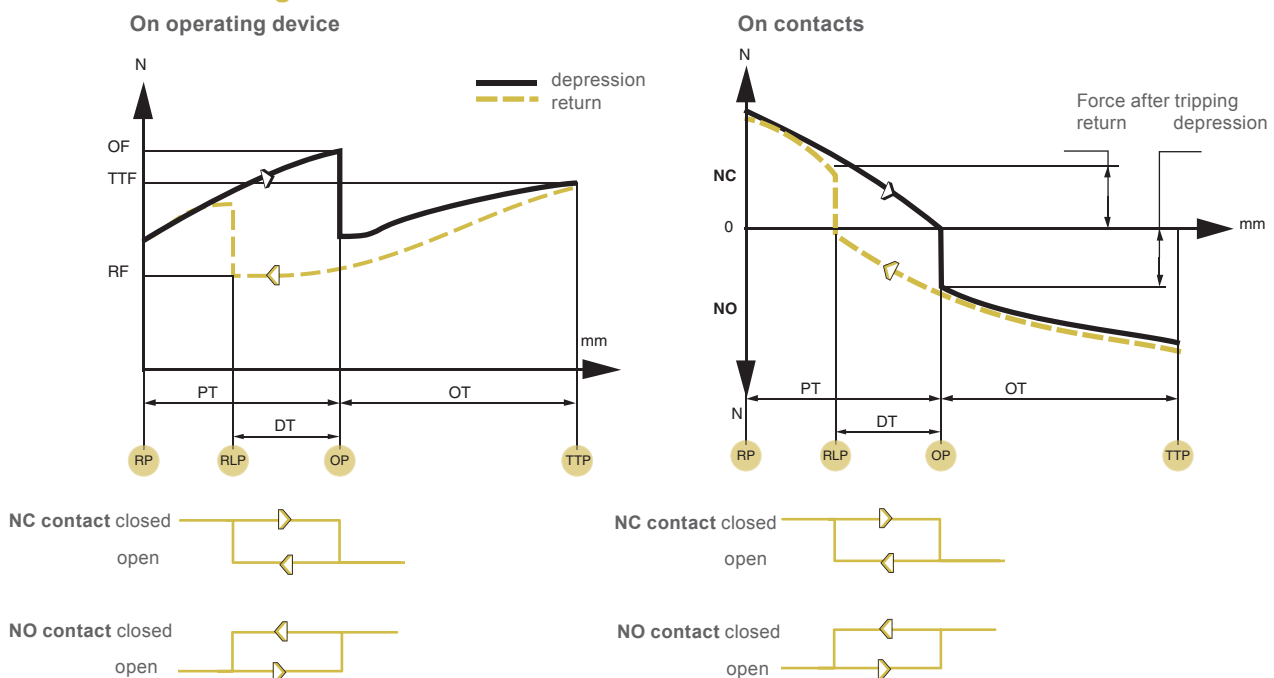 On operating device
N
depression
return
OF
TTF
RF
mm
PT
OT
DT
RP
RLP
OP
TTP
NC contact closed
open
NO contact closed
open
On contacts
N
Force after tripping
return depression
NC
0
mm
NO
N
PT
OT
DT
RP
RLP
OP
TTP
NC contact closed
open
NO contact closed
open